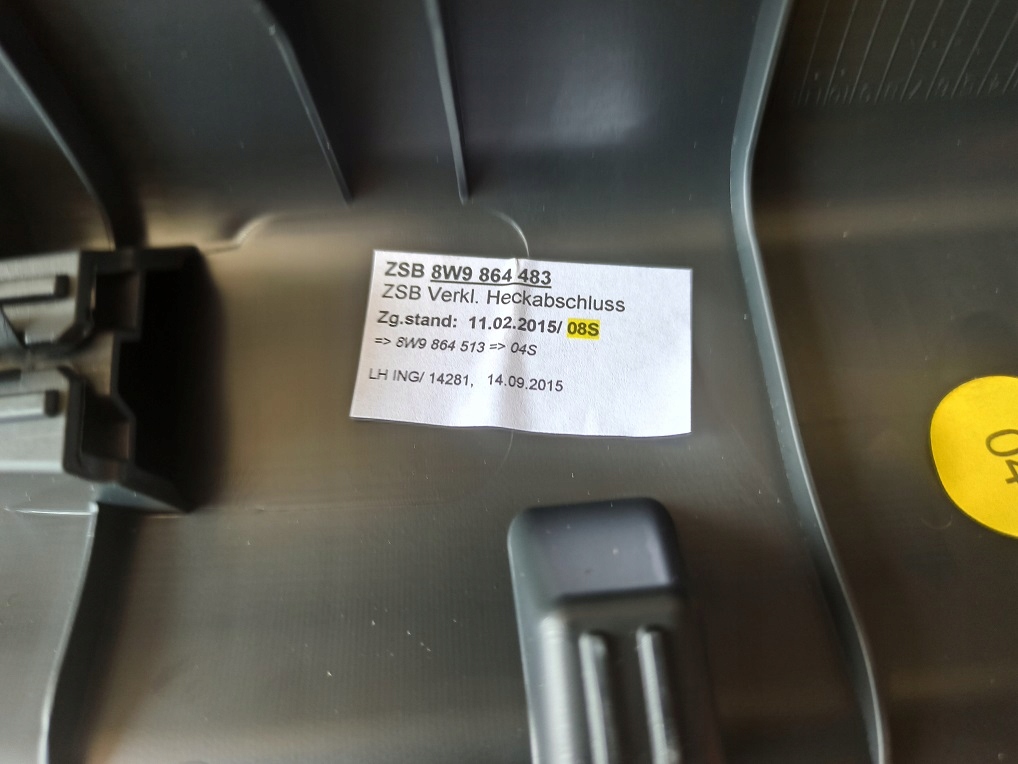 ZSB 8W9 864 483
ZSB Verkl. Heckabschluss
Zg.stand: 11.02.2015/ 08S
=> 8W9 864 513 => 04S
LH ING/ 14281, 14.09.2015
04